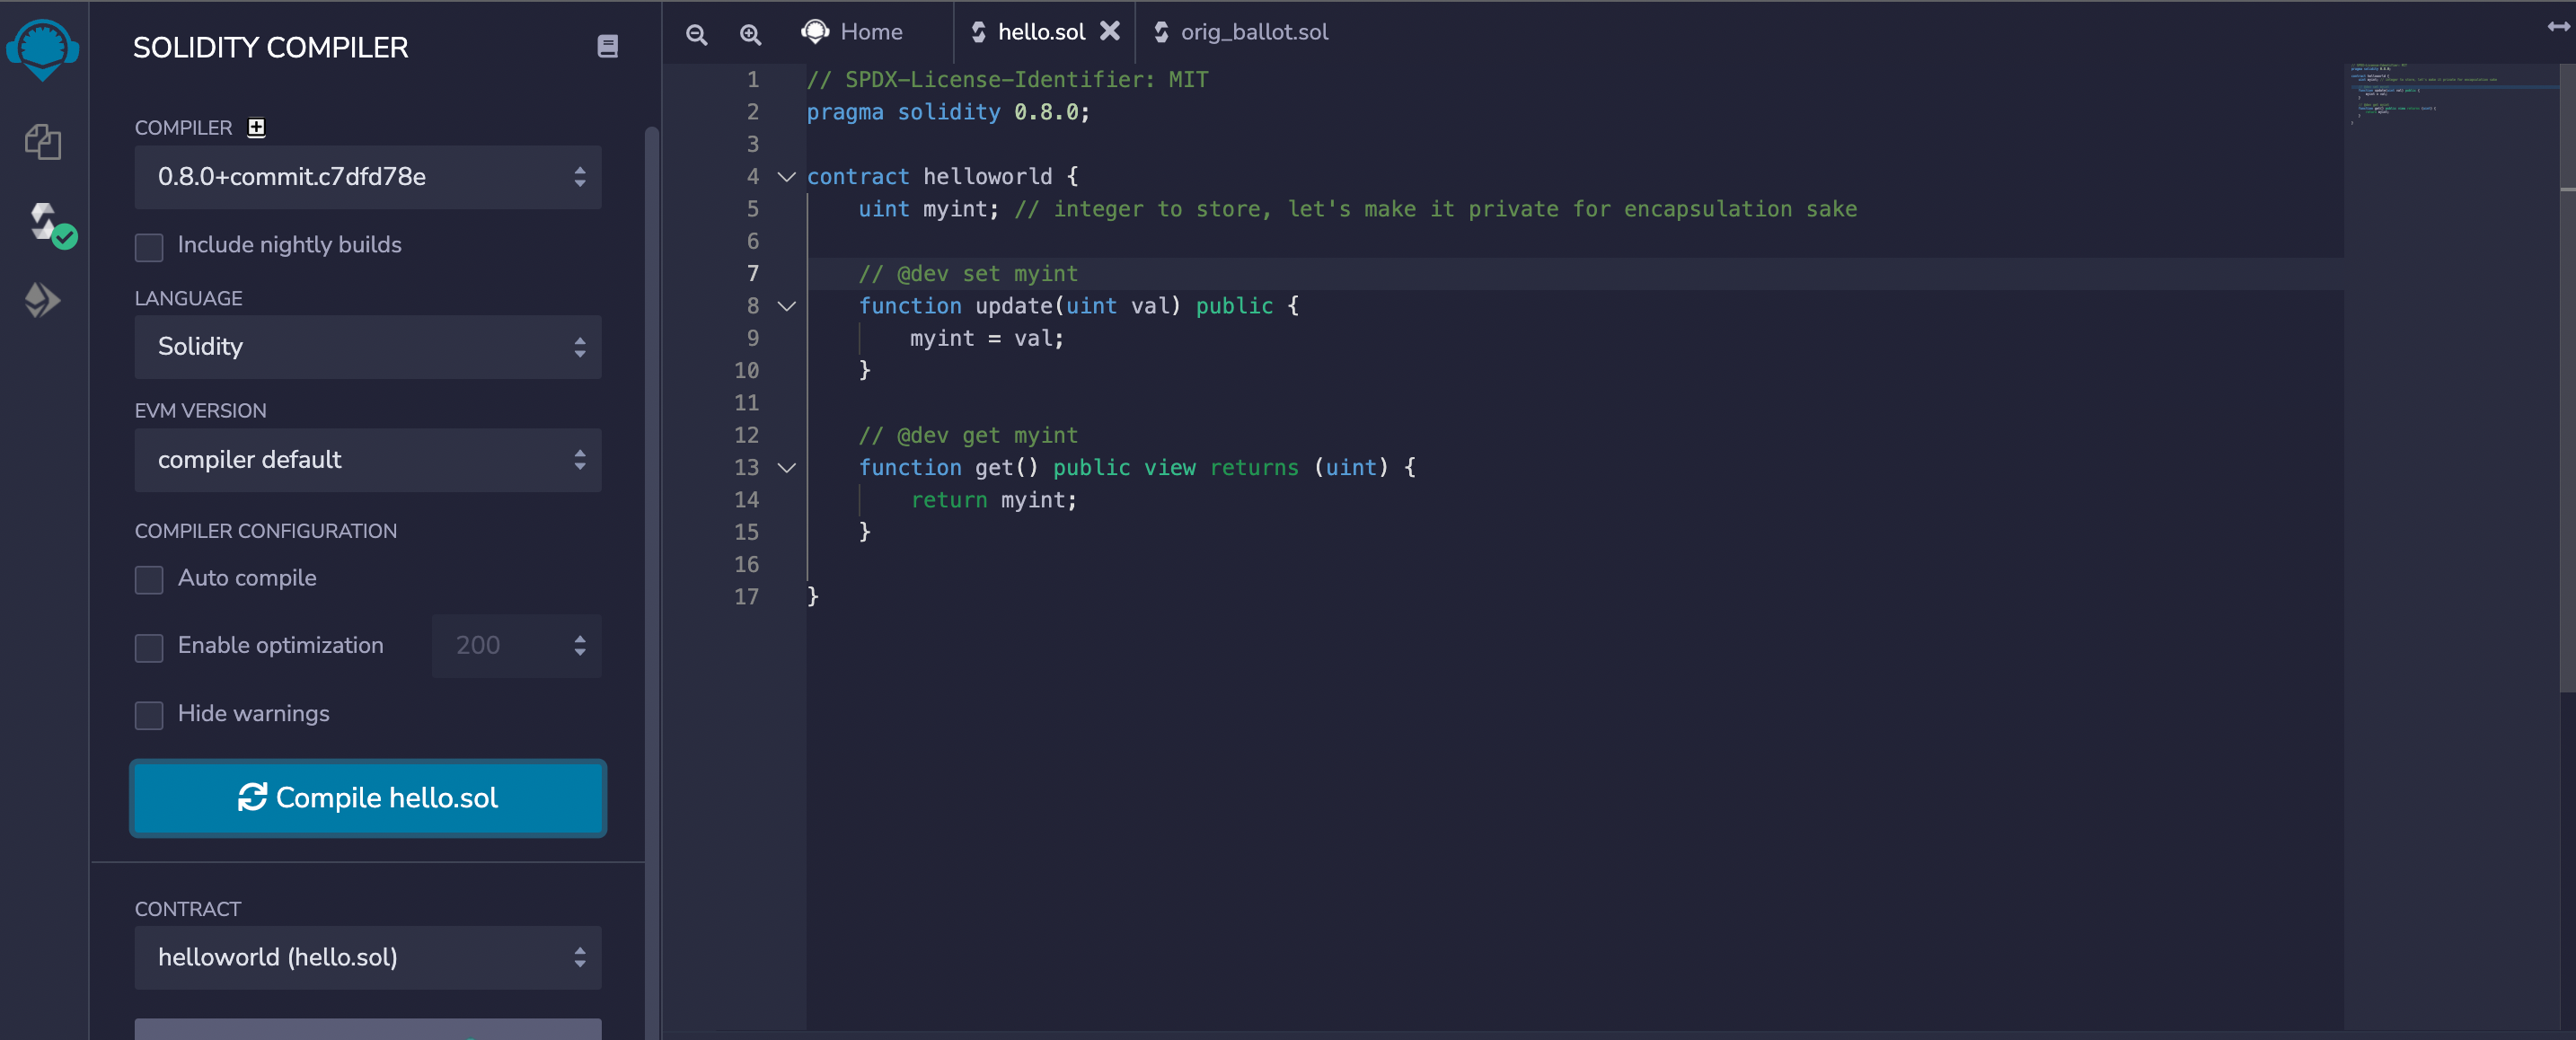 SOLIDITY COMPILER
COMPILER
0.8.0+commit.c7dfd78e
Include nightly builds
LANGUAGE
Solidity
EVM VERSION
compiler default
COMPILER CONFIGURATION
Auto compile
Enable optimization 200
Hide warnings
Compile hello.sol
CONTRACT
helloworld (hello.sol)
Home hello.sol orig_ballot.sol
1 // SPDX-License-Identifier: MIT
2 pragma solidity 0.8.0;
3
4 contract helloworld {
5 uint myint; // integer to store, let's make it private for encapsulation sake
6
7 // @dev set myint
8 function update(uint val) public {
9 myint = val;
10 }
11
12 // @dev get myint
13 function get() public view returns (uint) {
14 return myint;
15 }
16
17 }